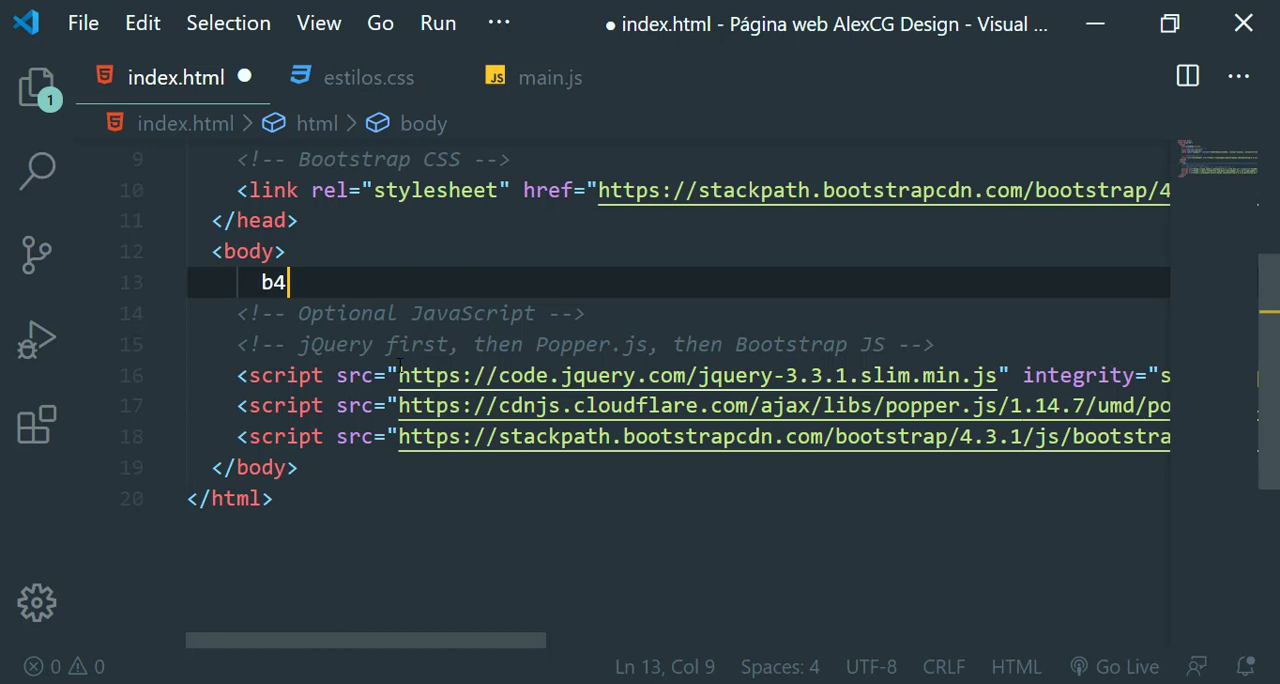 File Edit Selection View Go Run ··· ● index.html - Página web AlexCG Design - Visual ...
index.html ● estilos.css JS main.js ···
1
index.html > html > body
9 <!-- Bootstrap CSS -->
10 <link rel="stylesheet" href="https://stackpath.bootstrapcdn.com/bootstrap/4
11 </head>
12 <body>
13 b4
14 <!-- Optional JavaScript -->
15 <!-- jQuery first, then Popper.js, then Bootstrap JS -->
16 <script src="https://code.jquery.com/jquery-3.3.1.slim.min.js" integrity="s
17 <script src="https://cdnjs.cloudflare.com/ajax/libs/popper.js/1.14.7/umd/po
18 <script src="https://stackpath.bootstrapcdn.com/bootstrap/4.3.1/js/bootstra
19 </body>
20 </html>
0 0 Ln 13, Col 9 Spaces: 4 UTF-8 CRLF HTML Go Live